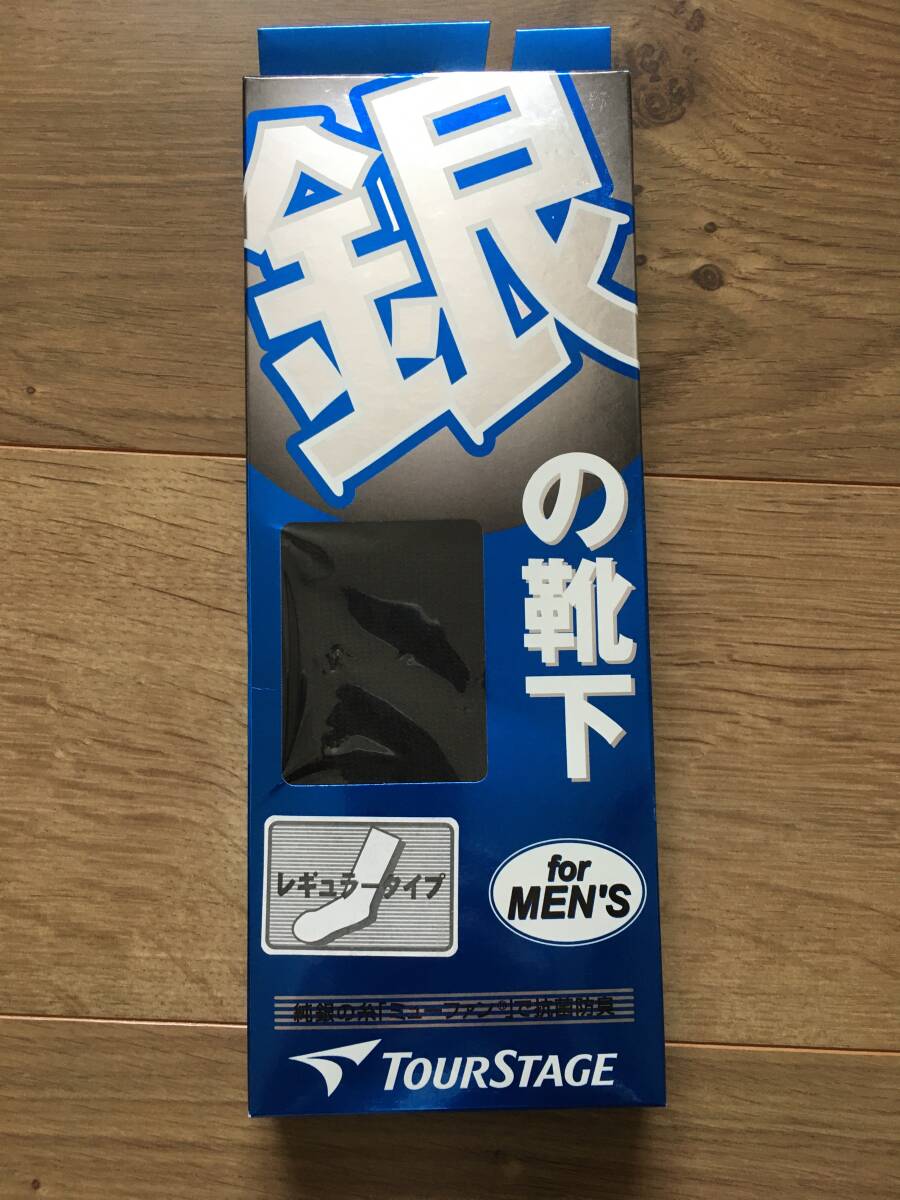 銀
の靴下
レギュラータイプ
for
MEN'S
純銀の糸「ミューファン®」で抗菌防臭
TOURSTAGE